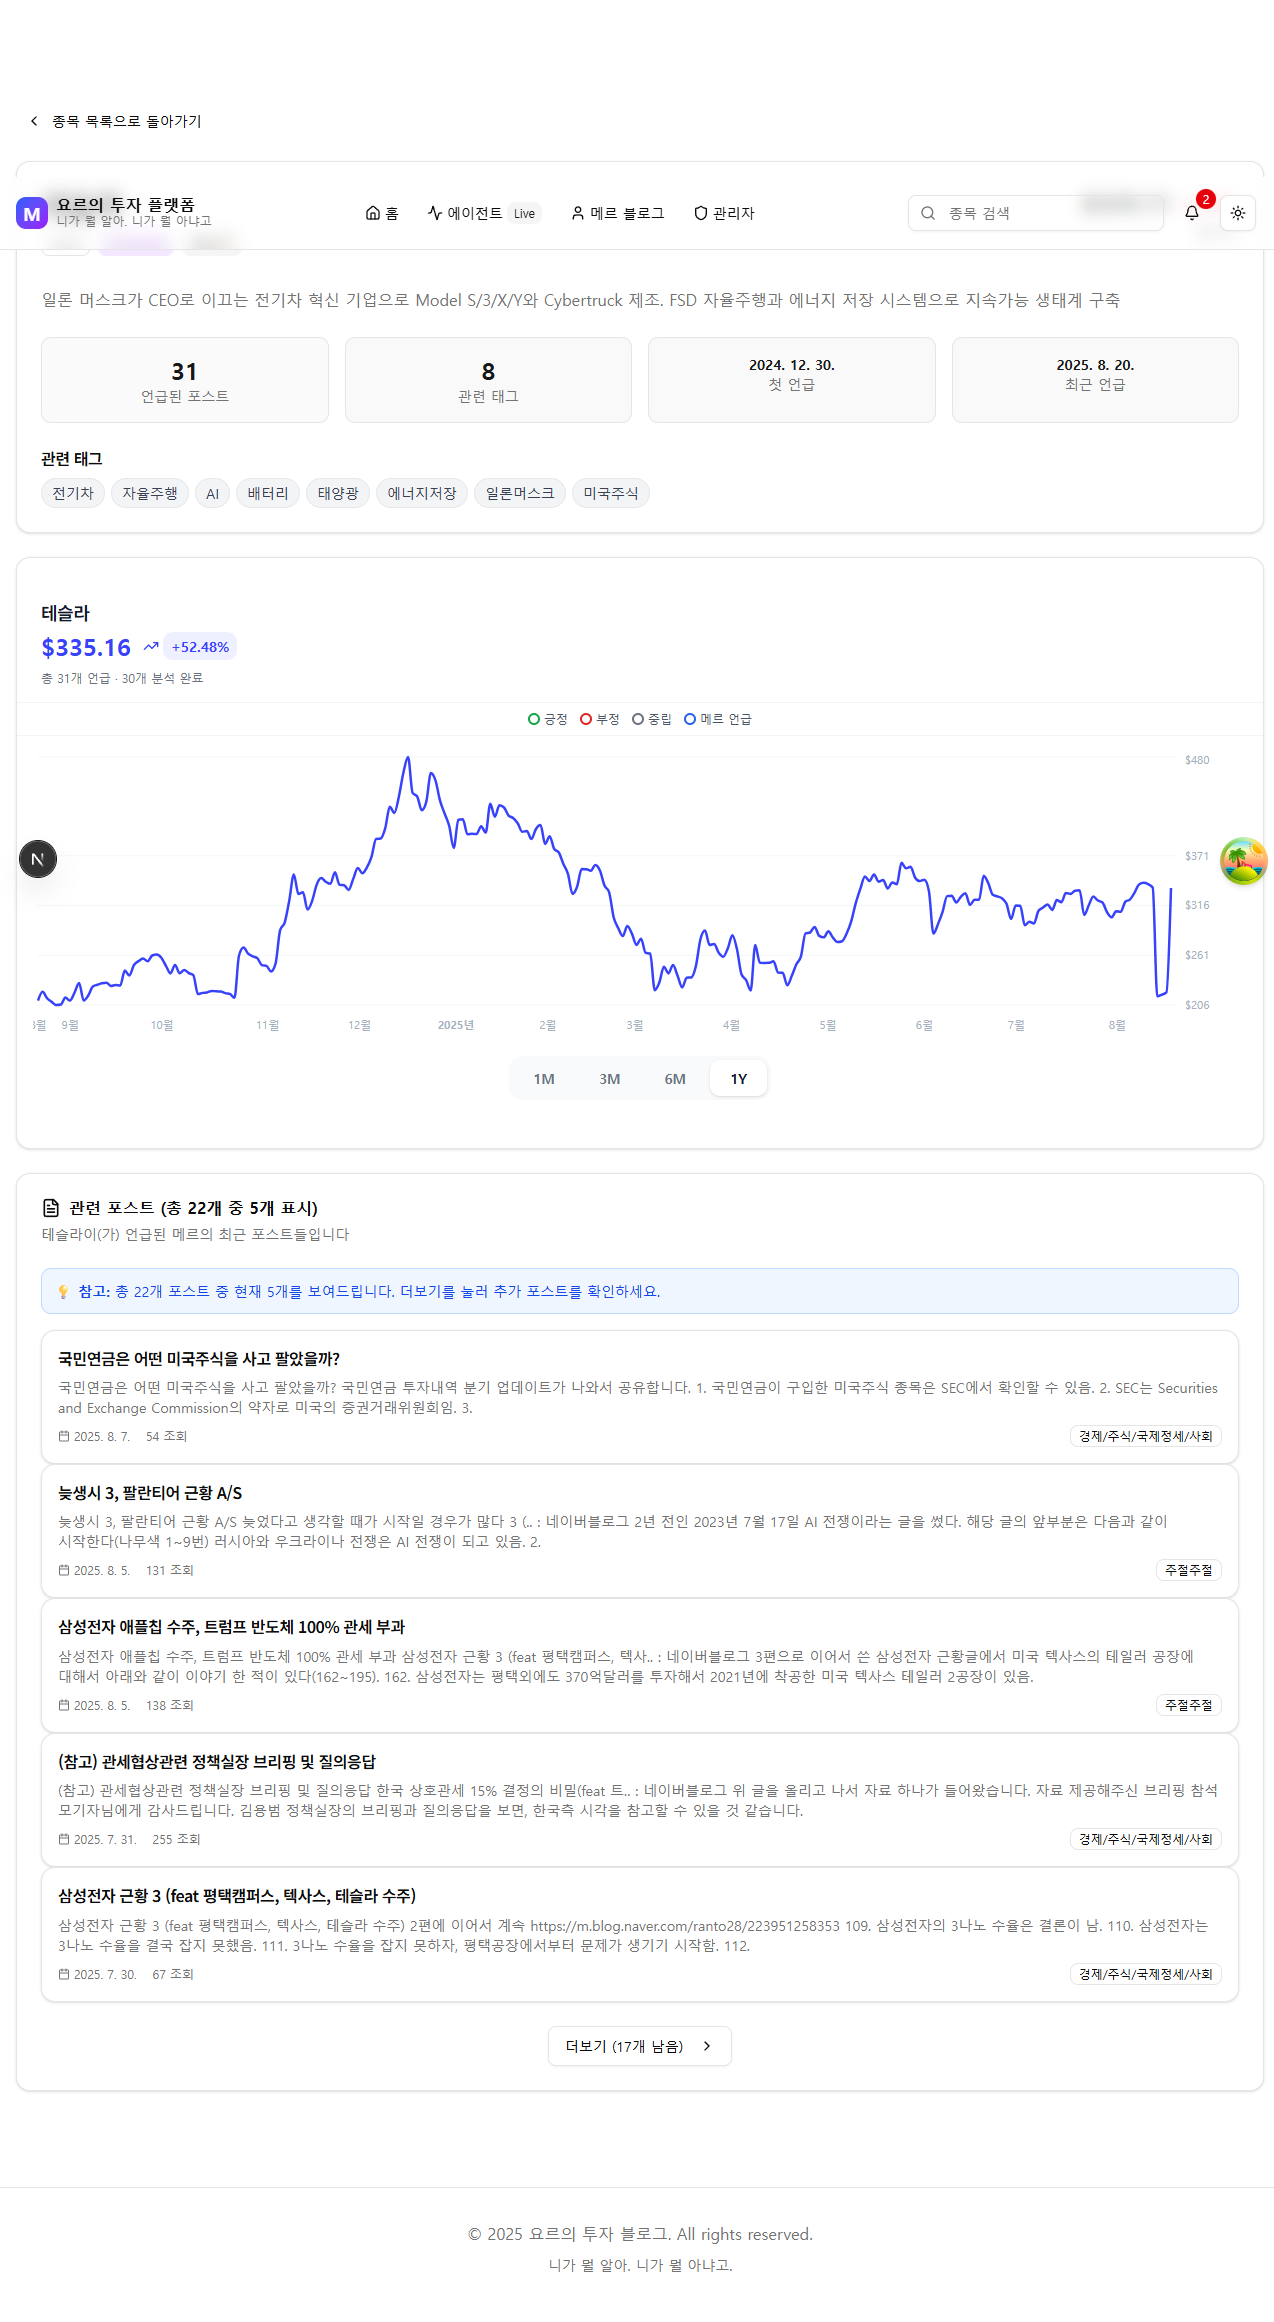 종목 목록으로 돌아가기
M
요르의 투자 플랫폼
니가 뭘 알아. 니가 뭘 아냐고
홈
에이전트 Live
메르 블로그
관리자
종목 검색
2
일론 머스크가 CEO로 이끄는 전기차 혁신 기업으로 Model S/3/X/Y와 Cybertruck 제조. FSD 자율주행과 에너지 저장 시스템으로 지속가능 생태계 구축
31
언급된 포스트
8
관련 태그
2024. 12. 30.
첫 언급
2025. 8. 20.
최근 언급
관련 태그
전기차 자율주행 AI 배터리 태양광 에너지저장 일론머스크 미국주식
테슬라
$335.16 +52.48%
총 31개 언급 · 30개 분석 완료
긍정 부정 중립 메르 언급
$480
$371
$316
$261
$206
N
9월 10월 11월 12월 2025년 2월 3월 4월 5월 6월 7월 8월
1M 3M 6M 1Y
관련 포스트 (총 22개 중 5개 표시)
테슬라이(가) 언급된 메르의 최근 포스트들입니다
참고: 총 22개 포스트 중 현재 5개를 보여드립니다. 더보기를 눌러 추가 포스트를 확인하세요.
국민연금은 어떤 미국주식을 사고 팔았을까?
국민연금은 어떤 미국주식을 사고 팔았을까? 국민연금 투자내역 분기 업데이트가 나와서 공유합니다. 1. 국민연금이 구입한 미국주식 종목은 SEC에서 확인할 수 있음. 2. SEC는 Securities
and Exchange Commission의 약자로 미국의 증권거래위원회임. 3.
2025. 8. 7. 54 조회
경제/주식/국제정세/사회
늦생시 3, 팔란티어 근황 A/S
늦생시 3, 팔란티어 근황 A/S 늦었다고 생각할 때가 시작일 경우가 많다 3 (.. : 네이버블로그 2년 전인 2023년 7월 17일 AI 전쟁이라는 글을 썼다. 해당 글의 앞부분은 다음과 같이
시작한다(나무색 1~9번) 러시아와 우크라이나 전쟁은 AI 전쟁이 되고 있음. 2.
2025. 8. 5. 131 조회
주절주절
삼성전자 애플칩 수주, 트럼프 반도체 100% 관세 부과
삼성전자 애플칩 수주, 트럼프 반도체 100% 관세 부과 삼성전자 근황 3 (feat 평택캠퍼스, 텍사.. : 네이버블로그 3편으로 이어서 쓴 삼성전자 근황글에서 미국 텍사스의 테일러 공장에
대해서 아래와 같이 이야기 한 적이 있다(162~195). 162. 삼성전자는 평택외에도 370억달러를 투자해서 2021년에 착공한 미국 텍사스 테일러 2공장이 있음.
2025. 8. 5. 138 조회
주절주절
(참고) 관세협상관련 정책실장 브리핑 및 질의응답
(참고) 관세협상관련 정책실장 브리핑 및 질의응답 한국 상호관세 15% 결정의 비밀(feat 트.. : 네이버블로그 위 글을 올리고 나서 자료 하나가 들어왔습니다. 자료 제공해주신 브리핑 참석
모기자님에게 감사드립니다. 김용범 정책실장의 브리핑과 질의응답을 보면, 한국측 시각을 참고할 수 있을 것 같습니다.
2025. 7. 31. 255 조회
경제/주식/국제정세/사회
삼성전자 근황 3 (feat 평택캠퍼스, 텍사스, 테슬라 수주)
삼성전자 근황 3 (feat 평택캠퍼스, 텍사스, 테슬라 수주) 2편에 이어서 계속 https://m.blog.naver.com/ranto28/223951258353 109. 삼성전자의 3나노 수율은 결론이 남. 110. 삼성전자는
3나노 수율을 결국 잡지 못했음. 111. 3나노 수율을 잡지 못하자, 평택공장에서부터 문제가 생기기 시작함. 112.
2025. 7. 30. 67 조회
경제/주식/국제정세/사회
더보기 (17개 남음)
© 2025 요르의 투자 블로그. All rights reserved.
니가 뭘 알아. 니가 뭘 아냐고.